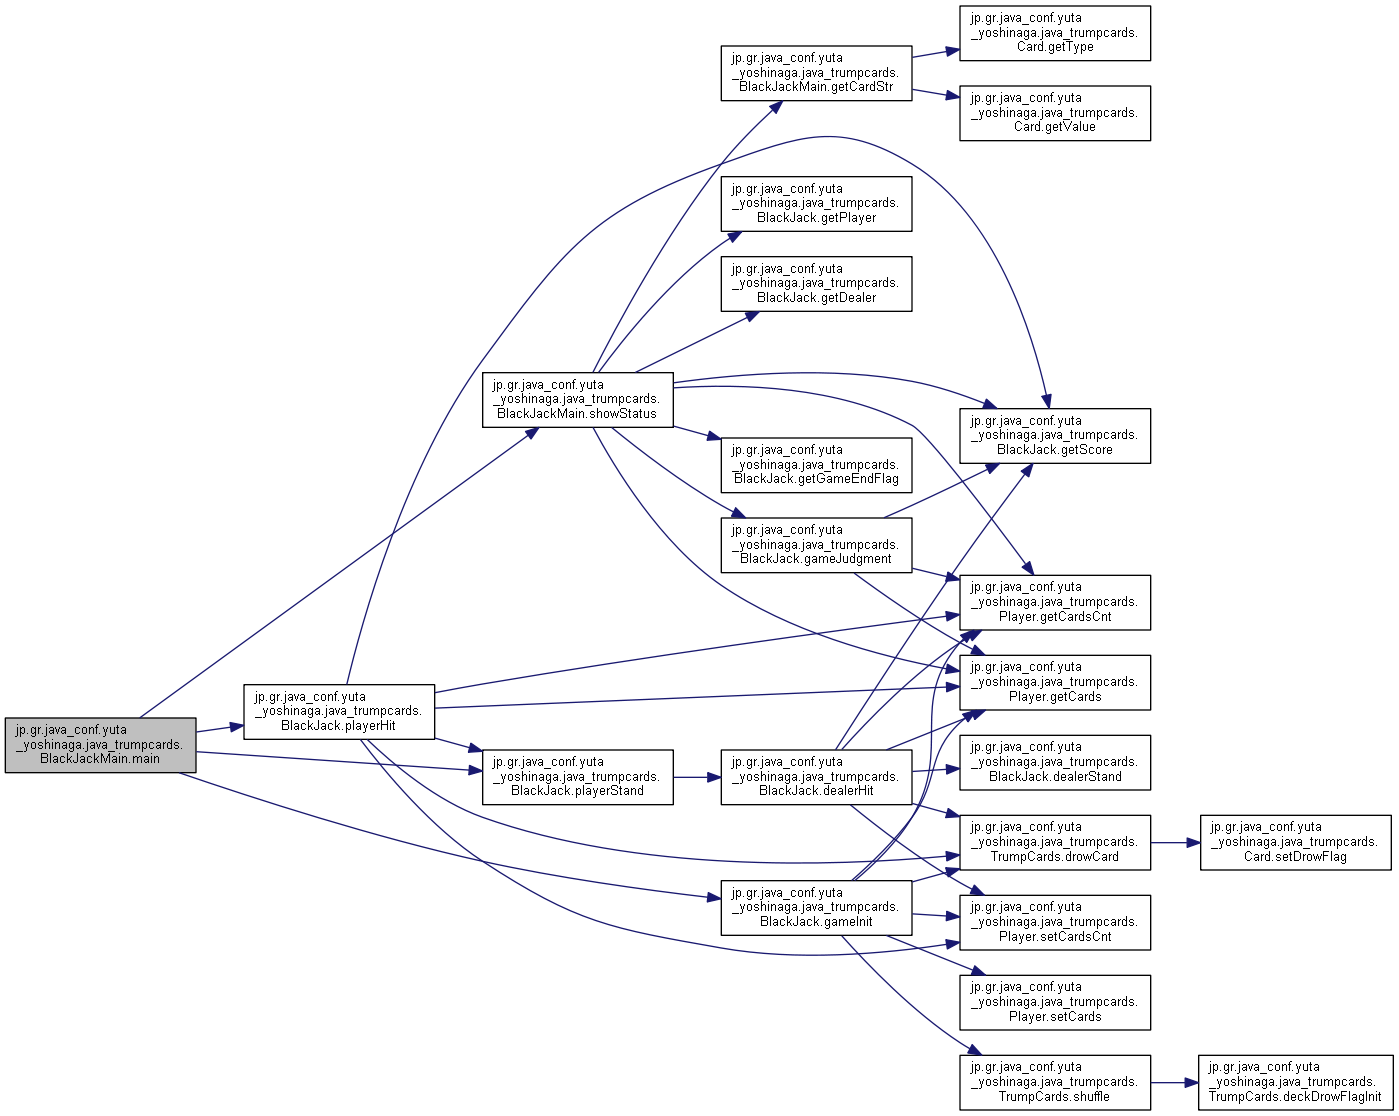 jp.gr.java_conf.yuta
_yoshinaga.java_trumpcards.
Card.getType
jp.gr.java_conf.yuta
_yoshinaga.java_trumpcards.
BlackJackMain.getCardStr
jp.gr.java_conf.yuta
_yoshinaga.java_trumpcards.
Card.getValue
jp.gr.java_conf.yuta
_yoshinaga.java_trumpcards.
BlackJack.getPlayer
jp.gr.java_conf.yuta
_yoshinaga.java_trumpcards.
BlackJack.getDealer
jp.gr.java_conf.yuta
_yoshinaga.java_trumpcards.
BlackJackMain.showStatus
jp.gr.java_conf.yuta
_yoshinaga.java_trumpcards.
BlackJack.getScore
jp.gr.java_conf.yuta
_yoshinaga.java_trumpcards.
BlackJack.getGameEndFlag
jp.gr.java_conf.yuta
_yoshinaga.java_trumpcards.
BlackJack.gameJudgment
jp.gr.java_conf.yuta
_yoshinaga.java_trumpcards.
Player.getCardsCnt
jp.gr.java_conf.yuta
_yoshinaga.java_trumpcards.
Player.getCards
jp.gr.java_conf.yuta
_yoshinaga.java_trumpcards.
BlackJack.playerHit
jp.gr.java_conf.yuta
_yoshinaga.java_trumpcards.
BlackJackMain.main
jp.gr.java_conf.yuta
_yoshinaga.java_trumpcards.
BlackJack.playerStand
jp.gr.java_conf.yuta
_yoshinaga.java_trumpcards.
BlackJack.dealerHit
jp.gr.java_conf.yuta
_yoshinaga.java_trumpcards.
BlackJack.dealerStand
jp.gr.java_conf.yuta
_yoshinaga.java_trumpcards.
TrumpCards.drowCard
jp.gr.java_conf.yuta
_yoshinaga.java_trumpcards.
Card.setDrowFlag
jp.gr.java_conf.yuta
_yoshinaga.java_trumpcards.
BlackJack.gameInit
jp.gr.java_conf.yuta
_yoshinaga.java_trumpcards.
Player.setCardsCnt
jp.gr.java_conf.yuta
_yoshinaga.java_trumpcards.
Player.setCards
jp.gr.java_conf.yuta
_yoshinaga.java_trumpcards.
TrumpCards.shuffle
jp.gr.java_conf.yuta
_yoshinaga.java_trumpcards.
TrumpCards.deckDrowFlagInit